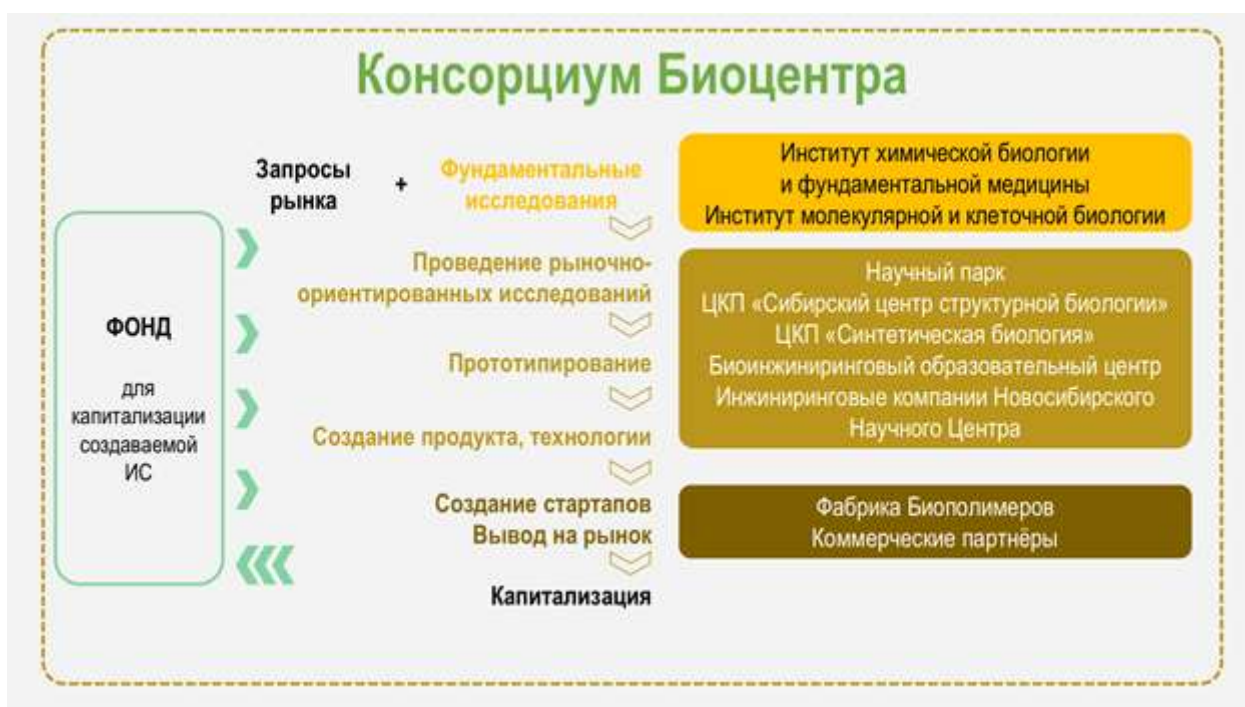 Консорциум Биоцентра
Запросы
рынка
+
Фундаментальные
исследования
Институт химической биологии
и фундаментальной медицины
Институт молекулярной и клеточной биологии
ФОНД
для
капитализации
создаваемой
ИС
Проведение рыночно-
ориентированных исследований
Прототипирование
Создание продукта, технологии
Научный парк
ЦКП «Сибирский центр структурной биологии»
ЦКП «Синтетическая биология»
Биоинжиниринговый образовательный центр
Инжиниринговые компании Новосибирского
Научного Центра
Создание стартапов
Вывод на рынок
Фабрика Биополимеров
Коммерческие партнёры
Капитализация